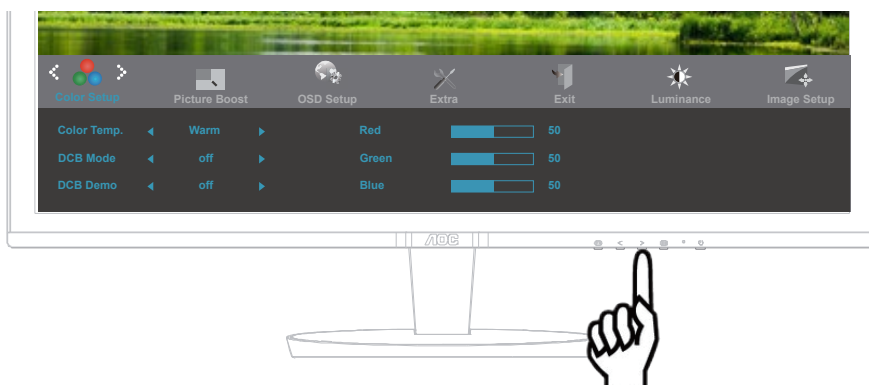 Color Setup Picture Boost OSD Setup Extra Exit Luminance Image Setup
Color Temp. Warm Red 50
DCB Mode off Green 50
DCB Demo off Blue 50
AOC
< >